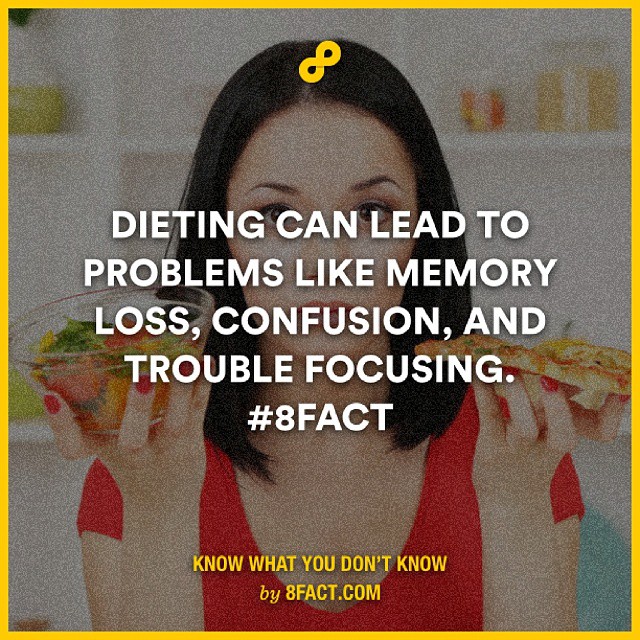 DIETING CAN LEAD TO
PROBLEMS LIKE MEMORY
LOSS, CONFUSION, AND
TROUBLE FOCUSING.
#8FACT
KNOW WHAT YOU DON'T KNOW
by 8FACT.COM